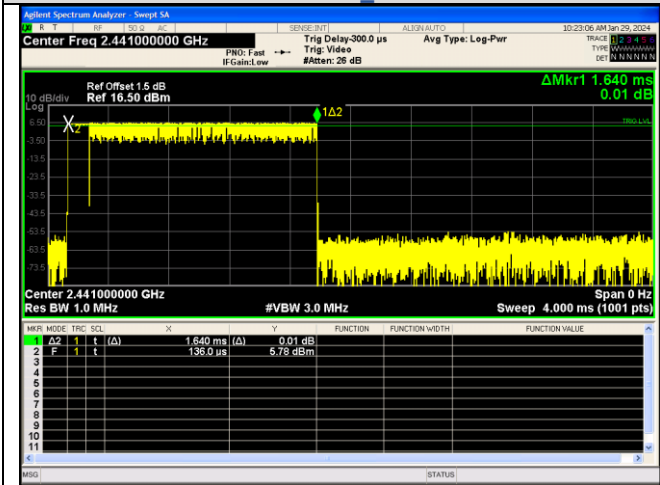 Agilent Spectrum Analyzer - Swept SA
R T RF 50 Ω AC SENSE:INT ALIGN AUTO 10:23:06 AM Jan 29, 2024
Center Freq 2.441000000 GHz
PNO: Fast
IFGain:Low
Trig Delay-300.0 µs
Trig: Video
#Atten: 26 dB
Avg Type: Log-Pwr
TRACE 1 2 3 4 5 6
TYPE WWWWWW
DET N N N N N N
ΔMkr1 1.640 ms
0.01 dB
Ref Offset 1.5 dB
10 dB/div Ref 16.50 dBm
Log
1Δ2
6.50
TRIG LVL
X2
-3.50
-13.5
-23.5
-33.5
-43.5
-53.5
-63.5
-73.5
Center 2.441000000 GHz Span 0 Hz
Res BW 1.0 MHz #VBW 3.0 MHz Sweep 4.000 ms (1001 pts)
MKR MODE TRC SCL X Y FUNCTION FUNCTION WIDTH FUNCTION VALUE
1 Δ2 1 t (Δ) 1.640 ms (Δ) 0.01 dB
2 F 1 t 136.0 µs 5.78 dBm
3
4
5
6
7
8
9
10
11
MSG STATUS